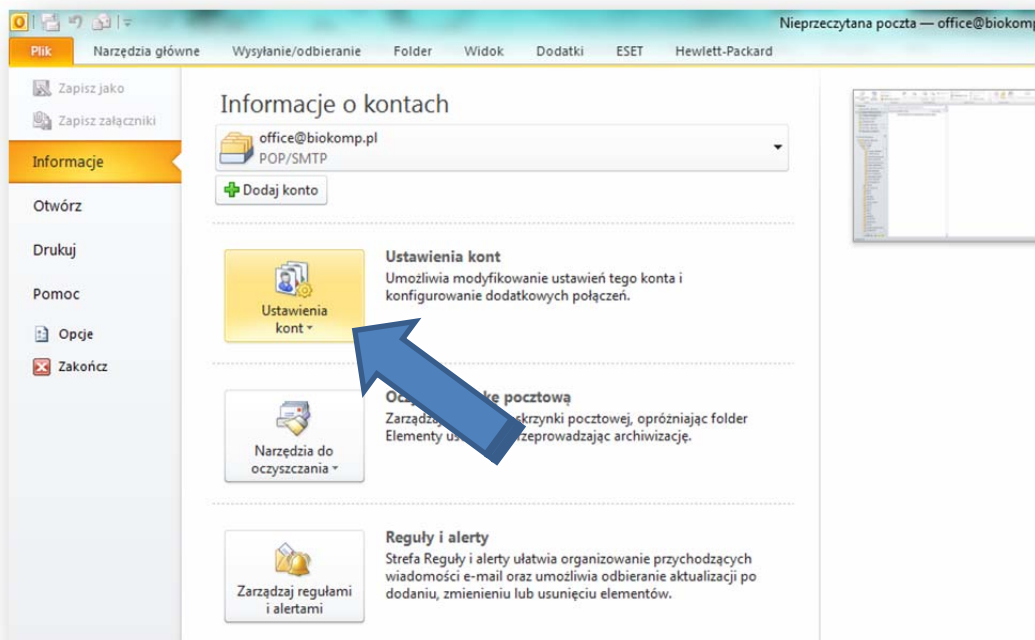 Nieprzeczytana poczta — office@biokomp
Plik Narzędzia główne Wysyłanie/odbieranie Folder Widok Dodatki ESET Hewlett-Packard
Zapisz jako
Zapisz załączniki
Informacje
Otwórz
Drukuj
Pomoc
Opcje
Zakończ
Informacje o kontach
office@biokomp.pl
POP/SMTP
Dodaj konto
Ustawienia
kont
Ustawienia kont
Umożliwia modyfikowanie ustawień tego konta i
konfigurowanie dodatkowych połączeń.
Narzędzia do
oczyszczania
pocztową
skrzynki pocztowej, opróżniając folder
Elementy archiwizację.
Zarządzaj regułami
i alertami
Reguły i alerty
Strefa Reguły i alerty ułatwia organizowanie przychodzących
wiadomości e-mail oraz umożliwia odbieranie aktualizacji po
dodaniu, zmienieniu lub usunięciu elementów.